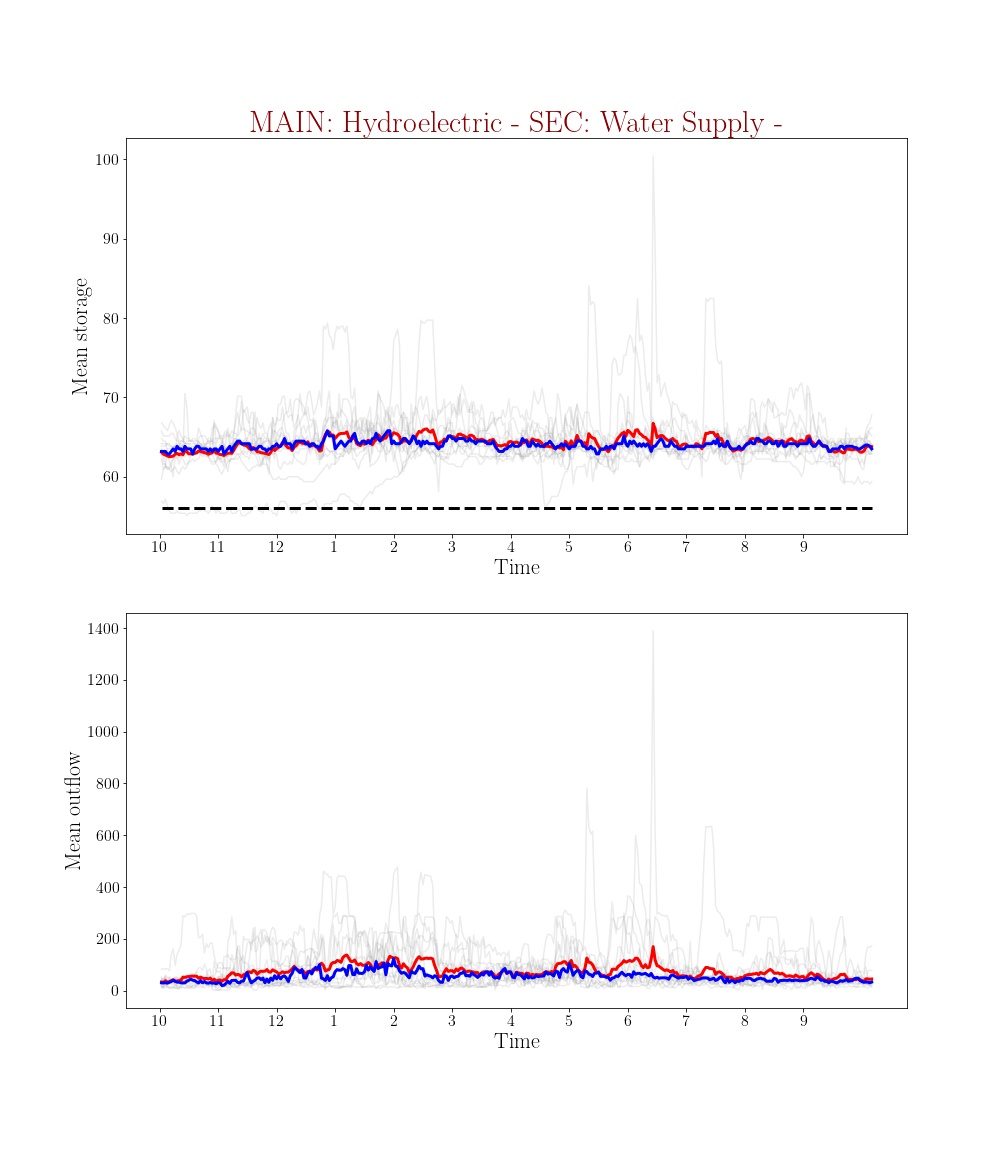 MAIN: Hydroelectric - SEC: Water Supply -
100
90
80
70
60
Mean storage
10 11 12 1 2 3 4 5 6 7 8 9
Time
1400
1200
1000
800
600
400
200
0
Mean outflow
10 11 12 1 2 3 4 5 6 7 8 9
Time